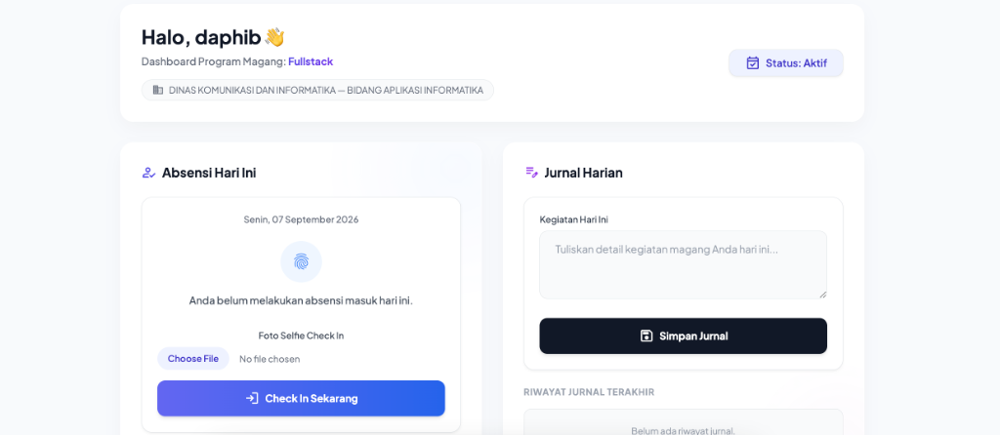 Halo, daphib 👋
Dashboard Program Magang: Fullstack
DINAS KOMUNIKASI DAN INFORMATIKA — BIDANG APLIKASI INFORMATIKA
Status: Aktif
Absensi Hari Ini
Senin, 07 September 2026
Anda belum melakukan absensi masuk hari ini.
Foto Selfie Check In
Choose File No file chosen
Check In Sekarang
Jurnal Harian
Kegiatan Hari Ini
Tuliskan detail kegiatan magang Anda hari ini...
Simpan Jurnal
RIWAYAT JURNAL TERAKHIR
Belum ada riwayat jurnal.